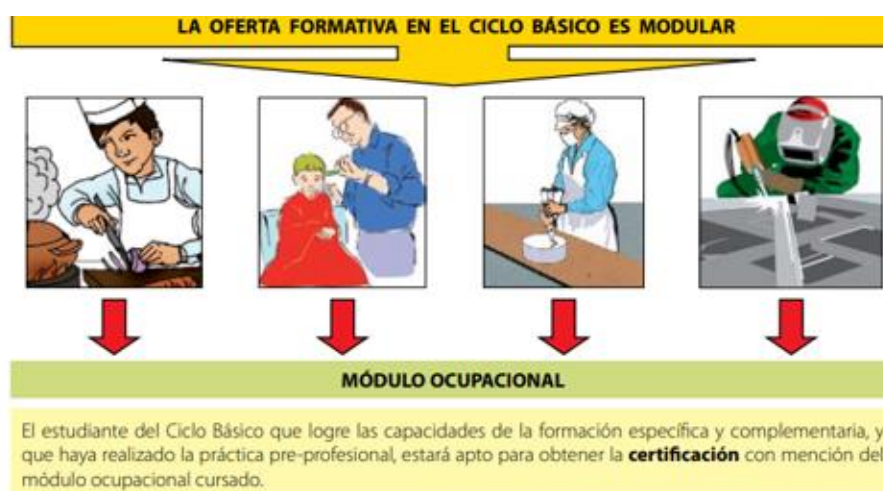 LA OFERTA FORMATIVA EN EL CICLO BÁSICO ES MODULAR
MÓDULO OCUPACIONAL
El estudiante del Ciclo Básico que logre las capacidades de la formación específica y complementaria, y
que haya realizado la práctica pre-profesional, estará apto para obtener la certificación con mención del
módulo ocupacional cursado.